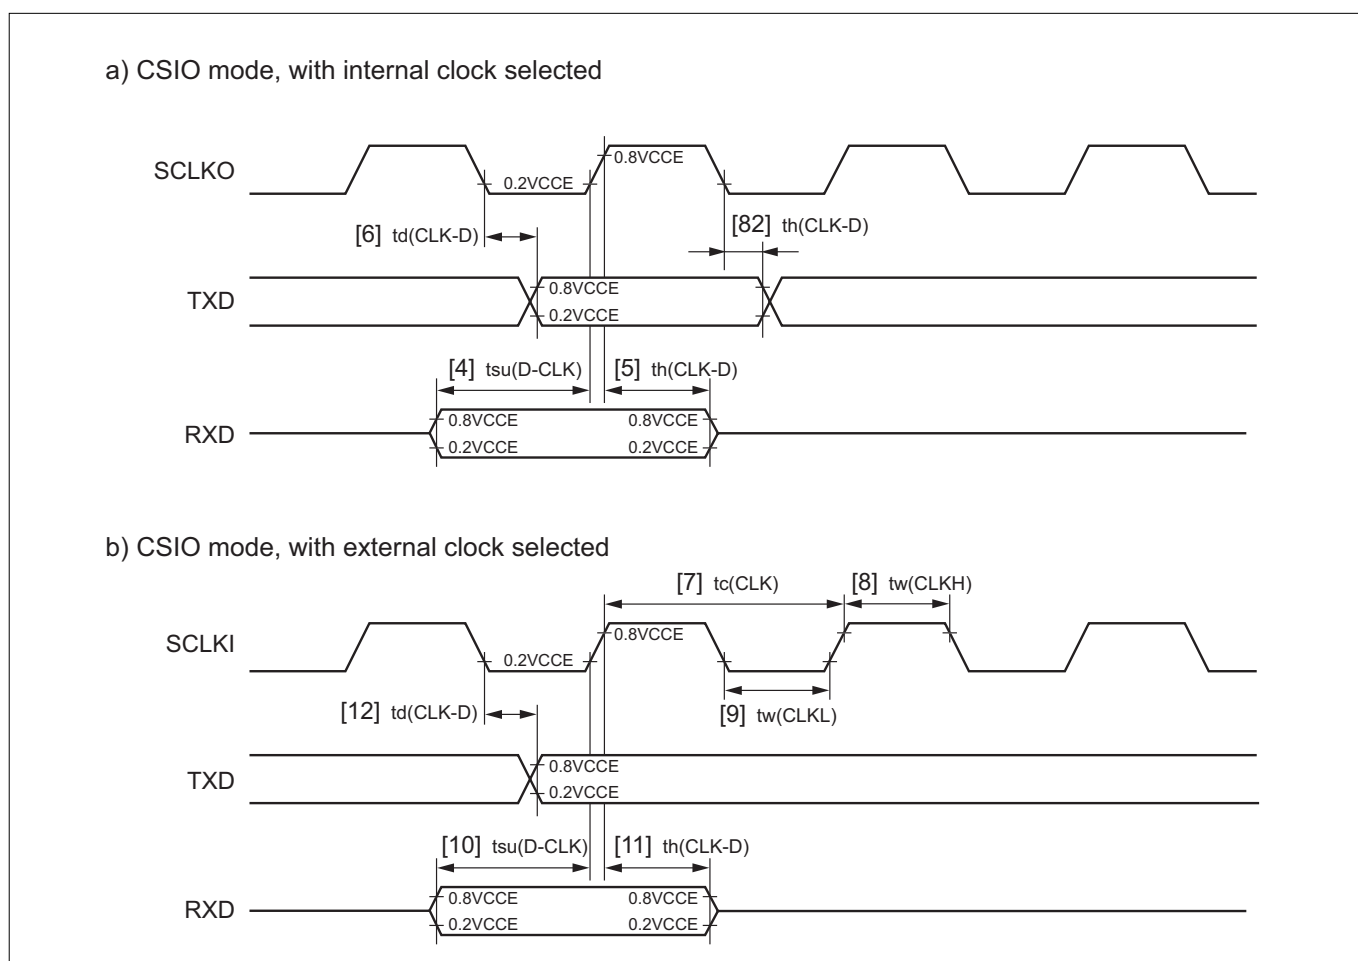 a) CSIO mode, with internal clock selected
SCLKO
0.2VCCE
0.8VCCE
[6] td(CLK-D)
[82] th(CLK-D)
TXD
0.8VCCE
0.2VCCE
[4] tsu(D-CLK)
[5] th(CLK-D)
RXD
0.8VCCE
0.8VCCE
0.2VCCE
0.2VCCE
b) CSIO mode, with external clock selected
[7] tc(CLK)
[8] tw(CLKH)
SCLKI
0.2VCCE
0.8VCCE
[12] td(CLK-D)
[9] tw(CLKL)
TXD
0.8VCCE
0.2VCCE
[10] tsu(D-CLK)
[11] th(CLK-D)
RXD
0.8VCCE
0.8VCCE
0.2VCCE
0.2VCCE